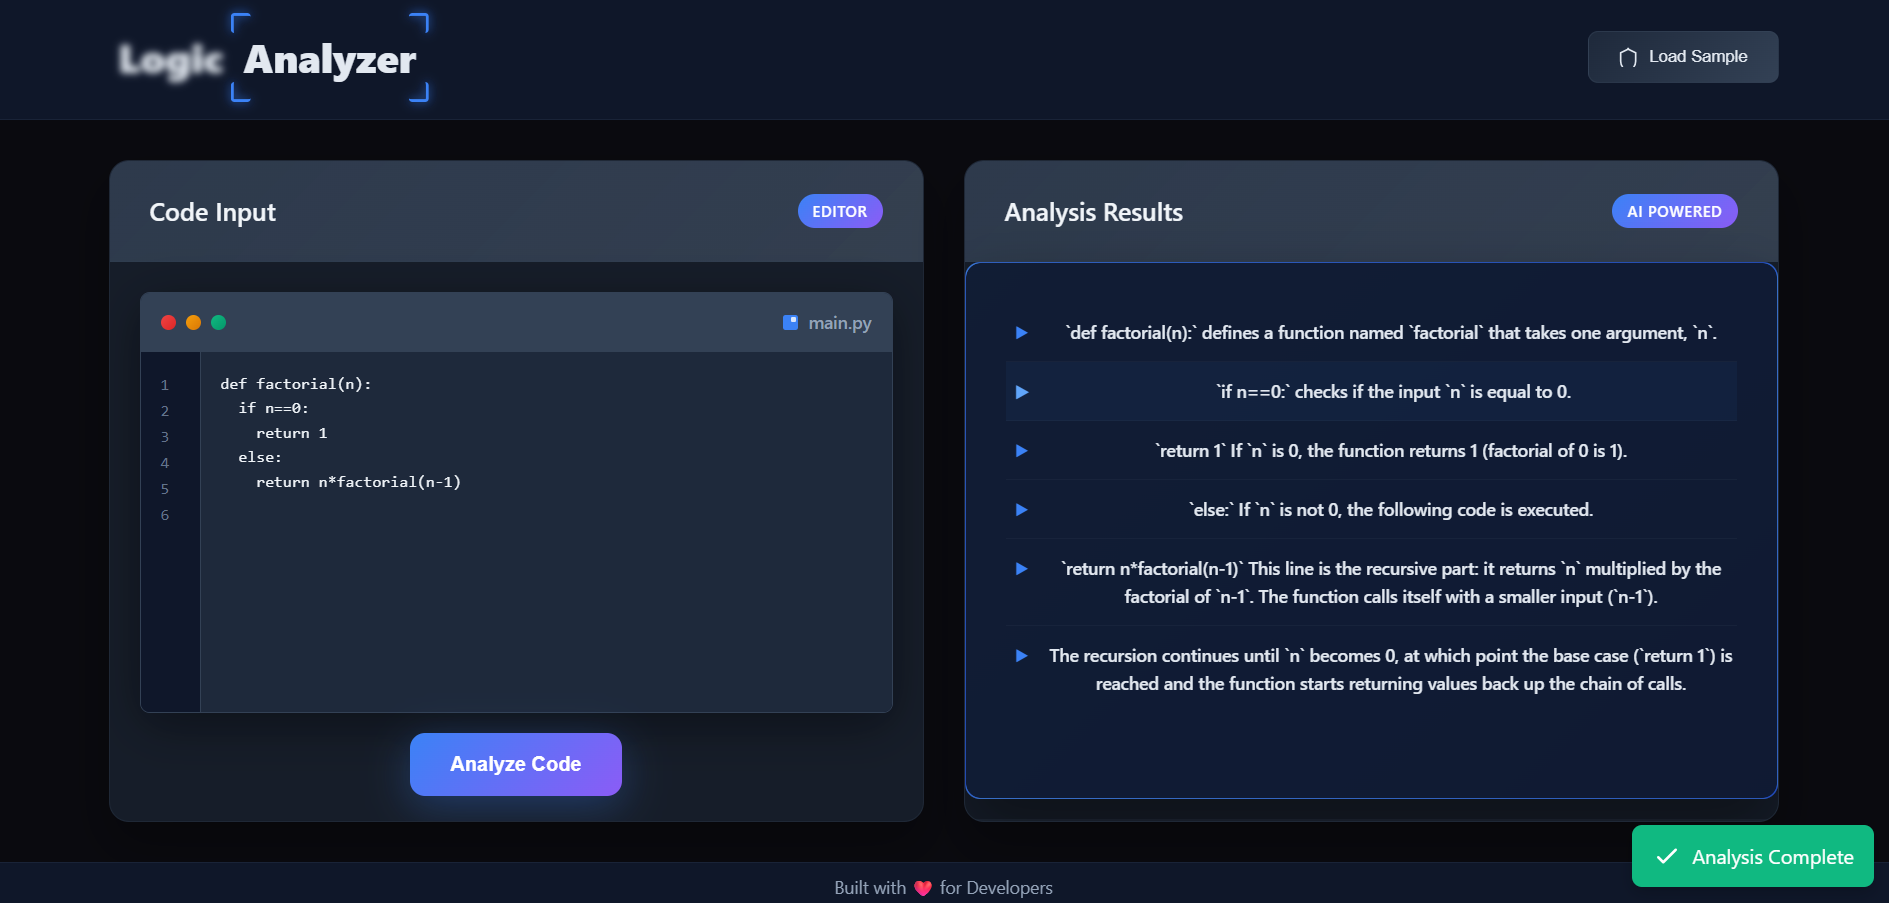 Logic Analyzer
Load Sample
Code Input
EDITOR
main.py
1
2
3
4
5
6
def factorial(n):
  if n==0:
    return 1
  else:
    return n*factorial(n-1)
Analyze Code
Analysis Results
AI POWERED
`def factorial(n):` defines a function named `factorial` that takes one argument, `n`.
`if n==0:` checks if the input `n` is equal to 0.
`return 1` If `n` is 0, the function returns 1 (factorial of 0 is 1).
`else:` If `n` is not 0, the following code is executed.
`return n*factorial(n-1)` This line is the recursive part: it returns `n` multiplied by the
factorial of `n-1`. The function calls itself with a smaller input (`n-1`).
The recursion continues until `n` becomes 0, at which point the base case (`return 1`) is
reached and the function starts returning values back up the chain of calls.
Analysis Complete
Built with ❤️ for Developers